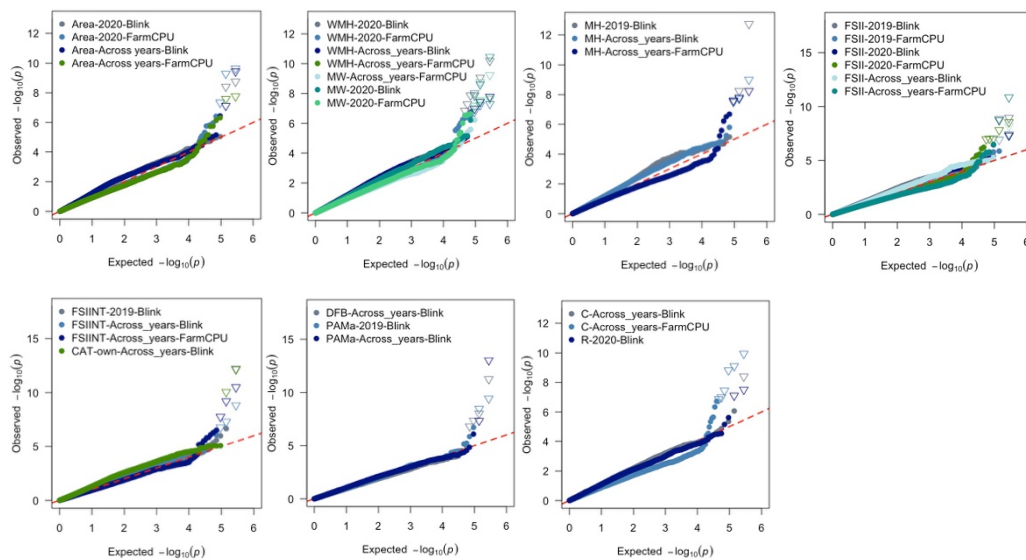 Area-2020-Blink
Area-2020-FarmCPU
Area-Across years-Blink
Area-Across years-FarmCPU
Observed −log10(p)
0 2 4 6 8 10 12
0 1 2 3 4 5 6
Expected −log10(p)
WMH-2020-Blink
WMH-2020-FarmCPU
WMH-Across_years-Blink
WMH-Across_years-FarmCPU
MW-Across_years-FarmCPU
MW-2020-Blink
MW-2020-FarmCPU
Observed −log10(p)
0 2 4 6 8 10 12
0 1 2 3 4 5 6
Expected −log10(p)
MH-2019-Blink
MH-Across_years-Blink
MH-Across_years-FarmCPU
Observed −log10(p)
0 2 4 6 8 10 12
0 1 2 3 4 5 6
Expected −log10(p)
FSII-2019-Blink
FSII-2019-FarmCPU
FSII-2020-Blink
FSII-2020-FarmCPU
FSII-Across_years-Blink
FSII-Across_years-FarmCPU
Observed −log10(p)
0 5 10 15
0 1 2 3 4 5 6
Expected −log10(p)
FSIINT-2019-Blink
FSIINT-Across_years-Blink
FSIINT-Across_years-FarmCPU
CAT-own-Across_years-Blink
Observed −log10(p)
0 5 10 15
0 1 2 3 4 5 6
Expected −log10(p)
DFB-Across_years-Blink
PAMa-2019-Blink
PAMa-Across_years-Blink
Observed −log10(p)
0 5 10 15
0 1 2 3 4 5 6
Expected −log10(p)
C-Across_years-Blink
C-Across_years-FarmCPU
R-2020-Blink
Observed −log10(p)
0 2 4 6 8 10 12
0 1 2 3 4 5 6
Expected −log10(p)